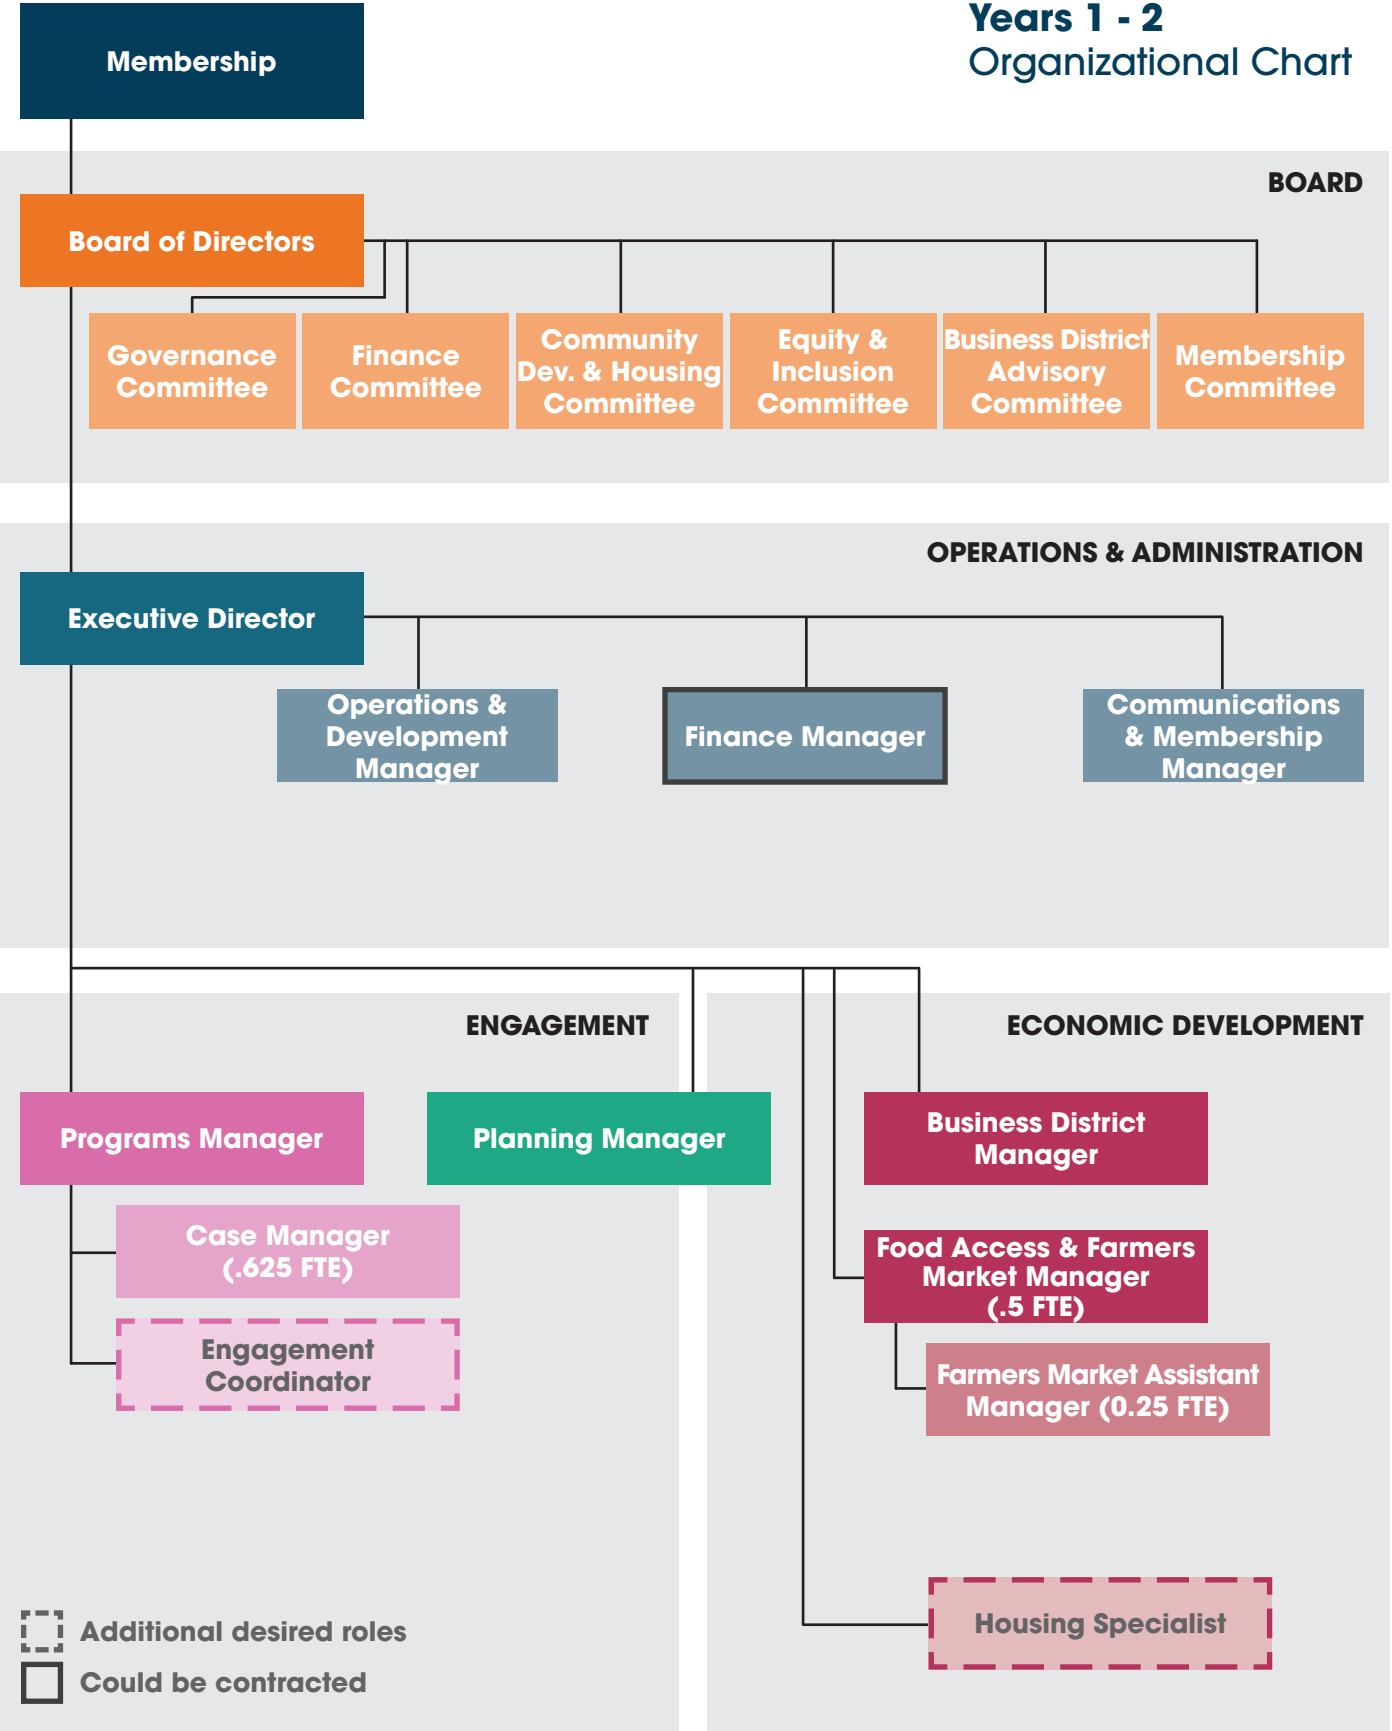 Years 1 - 2
Organizational Chart
Membership
BOARD
Board of Directors
Governance
Committee
Finance
Committee
Community
Dev. & Housing
Committee
Equity &
Inclusion
Committee
Business District
Advisory
Committee
Membership
Committee
OPERATIONS & ADMINISTRATION
Executive Director
Operations &
Development
Manager
Finance Manager
Communications
& Membership
Manager
ENGAGEMENT
ECONOMIC DEVELOPMENT
Programs Manager
Planning Manager
Business District
Manager
Case Manager
(.625 FTE)
Food Access & Farmers
Market Manager
(.5 FTE)
Engagement
Coordinator
Farmers Market Assistant
Manager (0.25 FTE)
Housing Specialist
Additional desired roles
Could be contracted